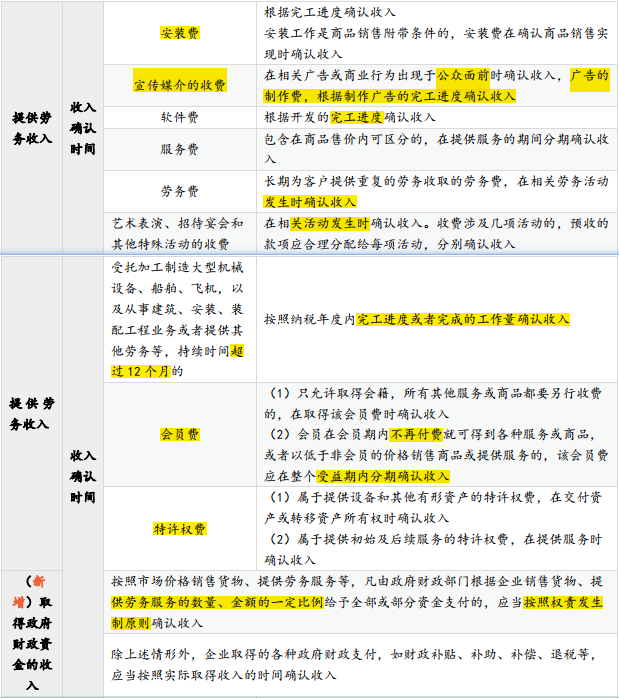 提供劳
务收入
收入
确认
时间
安装费
根据完工进度确认收入
安装工作是商品销售附带条件的，安装费在确认商品销售实
现时确认收入
宣传媒介的收费
在相关广告或商业行为出现于公众面前时确认收入，广告的
制作费，根据制作广告的完工进度确认收入
软件费
根据开发的完工进度确认收入
服务费
包含在商品售价内可区分的，在提供服务的期间分期确认收
入
劳务费
长期为客户提供重复的劳务收取的劳务费，在相关劳务活动
发生时确认收入
艺术表演、招待宴会和
其他特殊活动的收费
在相关活动发生时确认收入。收费涉及几项活动的，预收的
款项应合理分配给每项活动，分别确认收入
提供劳
务收入
收入
确认
时间
受托加工制造大型机械
设备、船舶、飞机，以
及从事建筑、安装、装
配工程业务或者提供其
他劳务等，持续时间超
过 12 个月的
按照纳税年度内完工进度或者完成的工作量确认收入
会员费
（1）只允许取得会籍，所有其他服务或商品都要另行收费
的，在取得该会员费时确认收入
（2）会员在会员期内不再付费就可得到各种服务或商品，
或者以低于非会员的价格销售商品或提供服务的，该会员费
应在整个受益期内分期确认收入
特许权费
（1）属于提供设备和其他有形资产的特许权费，在交付资
产或转移资产所有权时确认收入
（2）属于提供初始及后续服务的特许权费，在提供服务时
确认收入
（新
增）取
得政府
财政资
金的收
入
按照市场价格销售货物、提供劳务服务等，凡由政府财政部门根据企业销售货物、提
供劳务服务的数量、金额的一定比例给予全部或部分资金支付的，应当按照权责发生
制原则确认收入
除上述情形外，企业取得的各种政府财政支付，如财政补贴、补助、补偿、退税等，
应当按照实际取得收入的时间确认收入